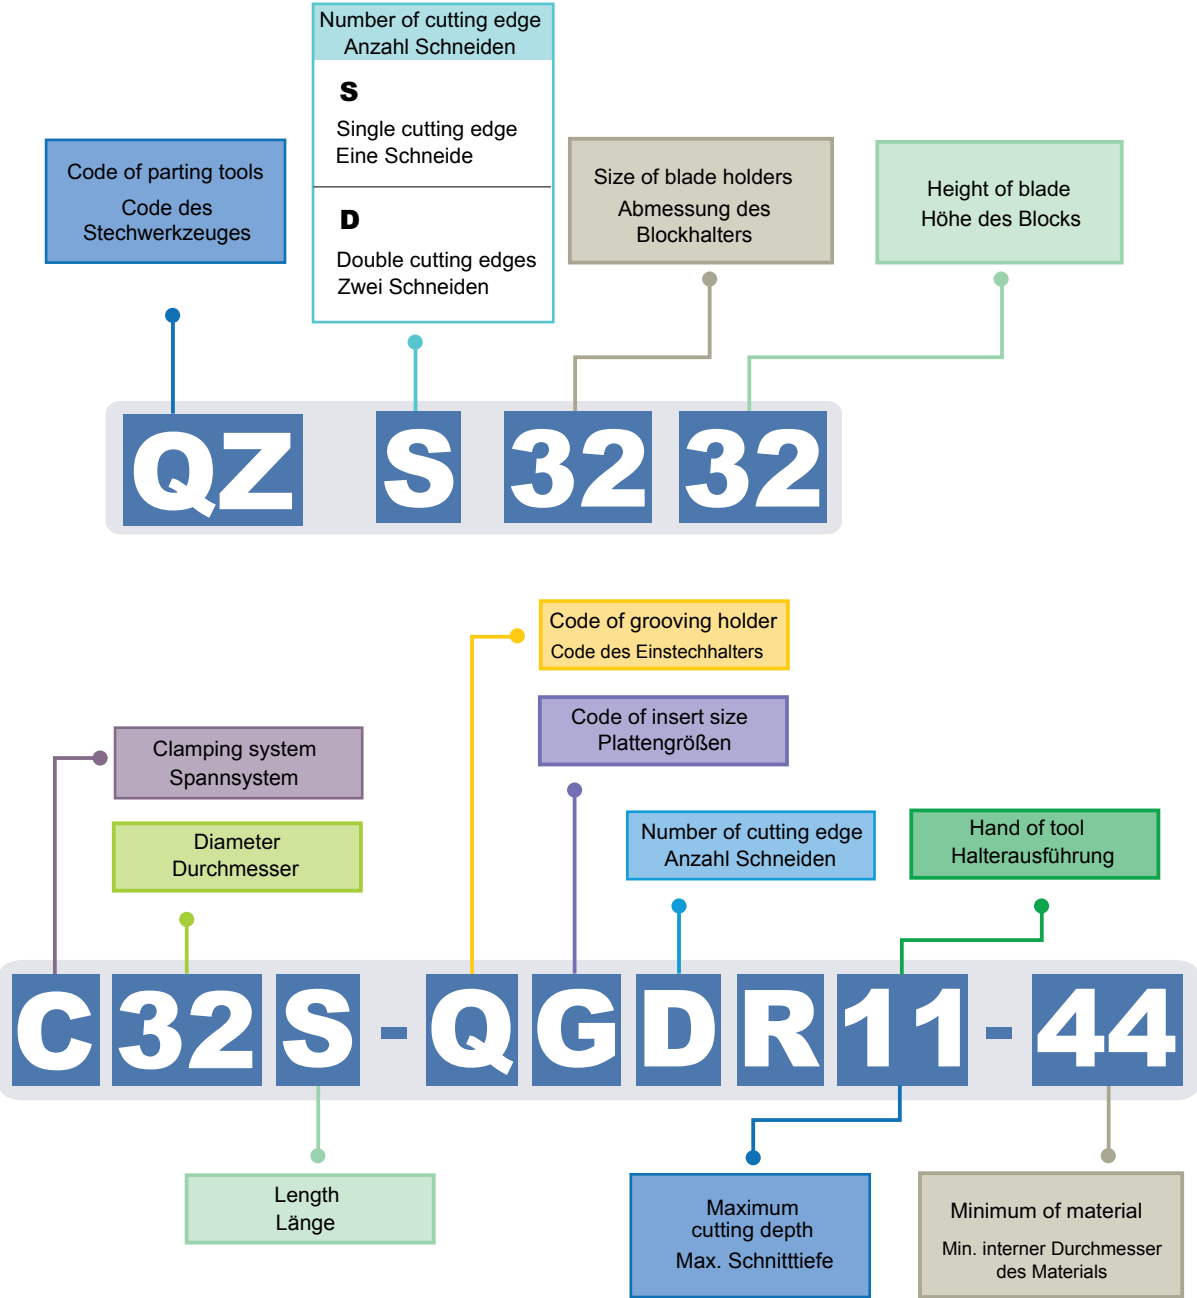 Number of cutting edge
Anzahl Schneiden
S
Single cutting edge
Eine Schneide
D
Double cutting edges
Zwei Schneiden
Code of parting tools
Code des
Stechwerkzeuges
Size of blade holders
Abmessung des
Blockhalters
Height of blade
Höhe des Blocks
QZ S 32 32
Code of grooving holder
Code des Einstechhalters
Code of insert size
Plattengrößen
Clamping system
Spannsystem
Diameter
Durchmesser
Number of cutting edge
Anzahl Schneiden
Hand of tool
Halterausführung
C 32 S - Q G D R 11 - 44
Length
Länge
Maximum
cutting depth
Max. Schnitttiefe
Minimum of material
Min. interner Durchmesser
des Materials